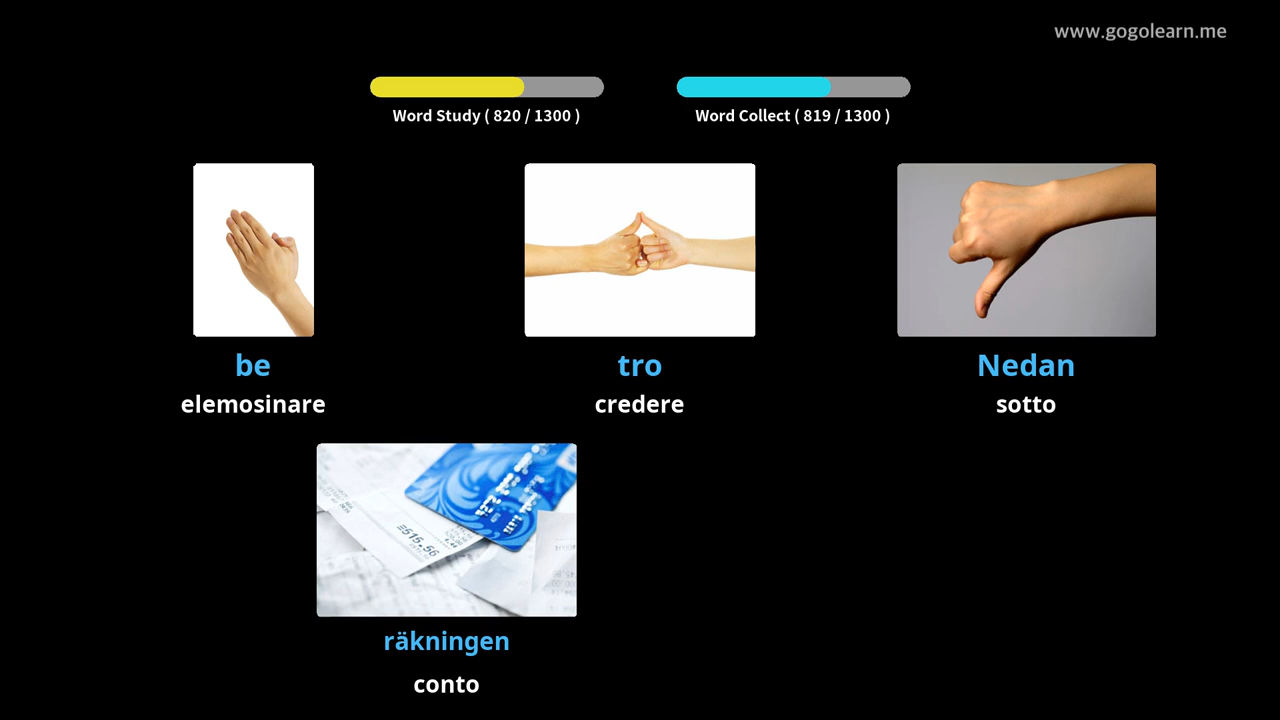 www.gogolearn.me
Word Study ( 820 / 1300 )
Word Collect ( 819 / 1300 )
be
elemosinare
tro
credere
Nedan
sotto
räkningen
conto